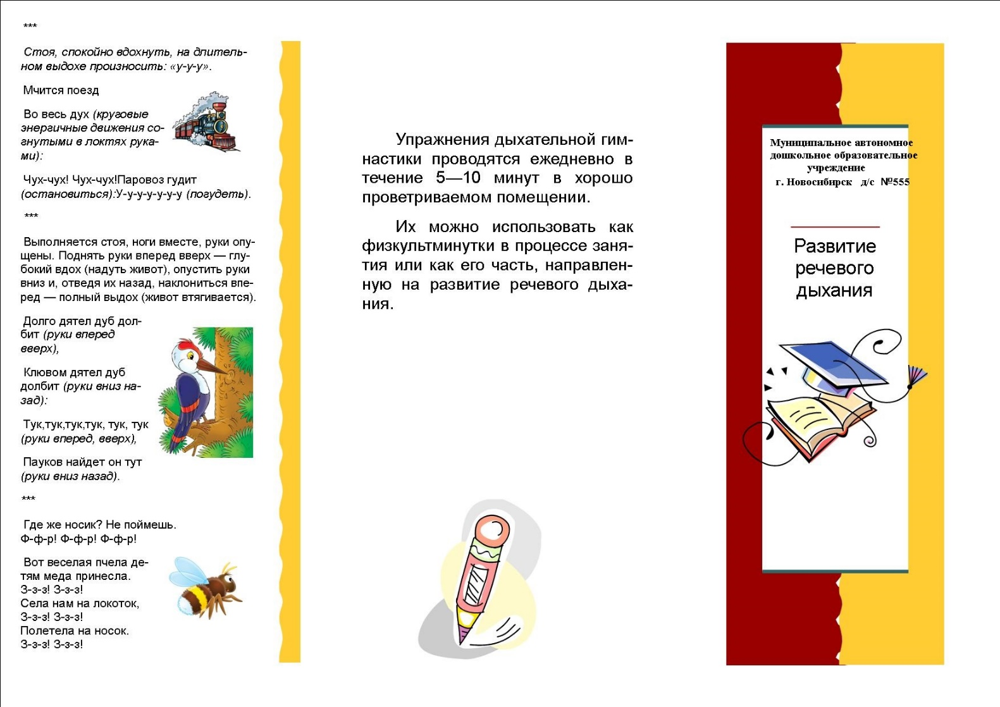 ***
Стоя, спокойно вдохнуть, на длитель-
ном выдохе произносить: «у-у-у».
Мчится поезд
Во весь дух (круговые
энергичные движения со-
гнутыми в локтях рука-
ми):
Чух-чух! Чух-чух!Паровоз гудит
(остановиться):У-у-у-у-у-у-у (погудеть).
***
Выполняется стоя, ноги вместе, руки опу-
щены. Поднять руки вперед вверх — глу-
бокий вдох (надуть живот), опустить руки
вниз и, отведя их назад, наклониться впе-
ред — полный выдох (живот втягивается).
Долго дятел дуб дол-
бит (руки вперед
вверх),
Клювом дятел дуб
долбит (руки вниз на-
зад):
Тук,тук,тук,тук, тук, тук
(руки вперед, вверх),
Пауков найдет он тут
(руки вниз назад).
***
Где же носик? Не поймешь.
Ф-ф-р! Ф-ф-р! Ф-ф-р!
Вот веселая пчела де-
тям меда принесла.
З-з-з! З-з-з!
Села нам на локоток,
З-з-з! З-з-з!
Полетела на носок.
З-з-з! З-з-з!
Упражнения дыхательной гим-
настики проводятся ежедневно в
течение 5—10 минут в хорошо
проветриваемом помещении.
Их можно использовать как
физкультминутки в процессе заня-
тия или как его часть, направлен-
ную на развитие речевого дыха-
ния.
Муниципальное автономное
дошкольное образовательное
учреждение
г. Новосибирск д/с №555
Развитие
речевого
дыхания